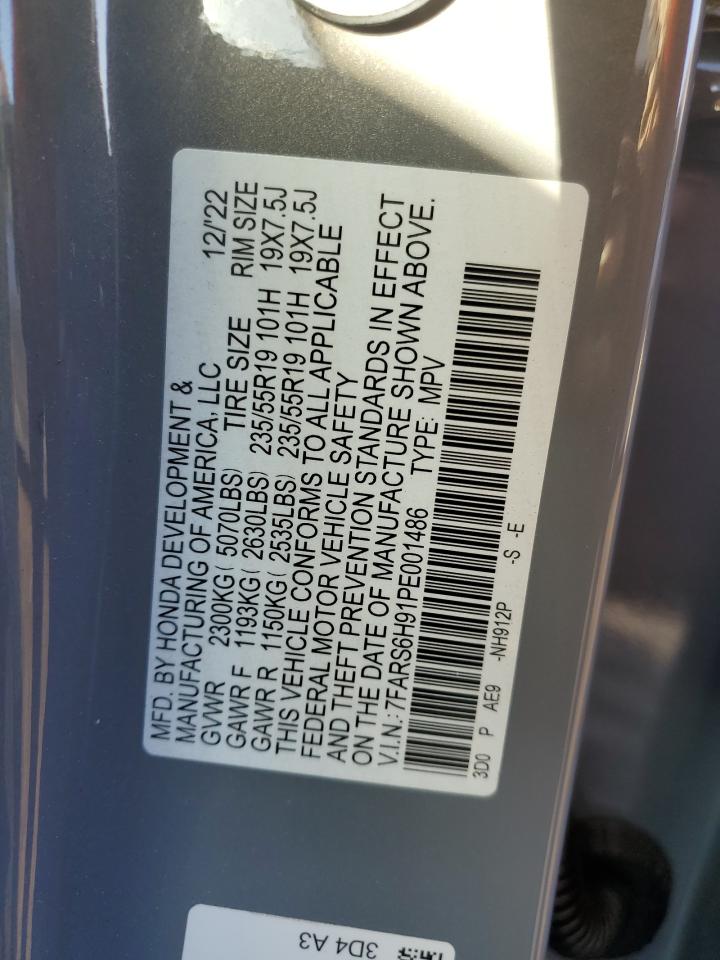 MFD. BY HONDA DEVELOPMENT &
MANUFACTURING OF AMERICA, LLC 12/'22
GVWR 2300KG( 5070LBS) TIRE SIZE RIM SIZE
GAWR F 1193KG( 2630LBS) 235/55R19 101H 19X7.5J
GAWR R 1150KG( 2535LBS) 235/55R19 101H 19X7.5J
THIS VEHICLE CONFORMS TO ALL APPLICABLE
FEDERAL MOTOR VEHICLE SAFETY
AND THEFT PREVENTION STANDARDS IN EFFECT
ON THE DATE OF MANUFACTURE SHOWN ABOVE.
V.I.N.: 7FARS6H91PE001486 TYPE: MPV
3D0 P AE9 -NH912P -S -E
3D4 A3